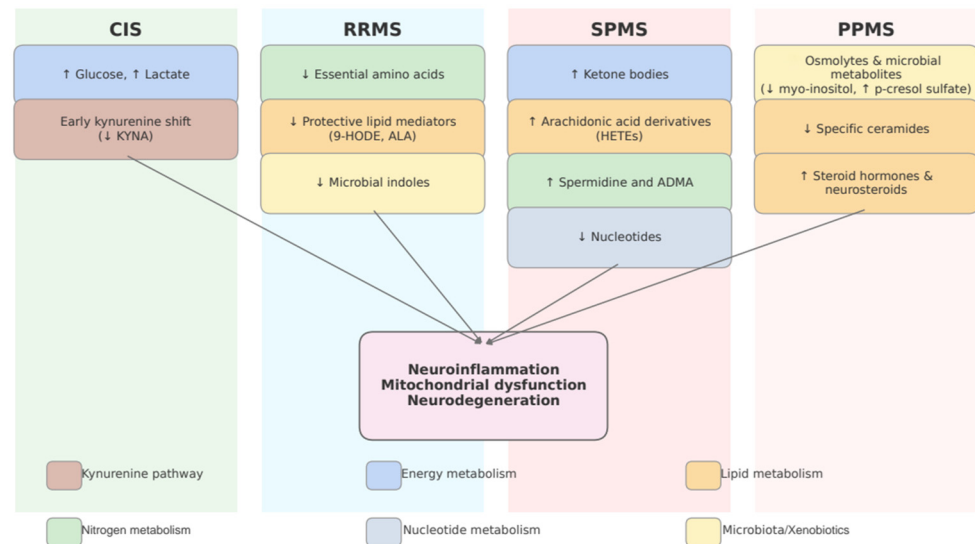 CIS
RRMS
SPMS
PPMS
↑ Glucose, ↑ Lactate
Early kynurenine shift
(↓ KYNA)
↓ Essential amino acids
↓ Protective lipid mediators
(9-HODE, ALA)
↓ Microbial indoles
↑ Ketone bodies
↑ Arachidonic acid derivatives
(HETEs)
↑ Spermidine and ADMA
↓ Nucleotides
Osmolytes & microbial
metabolites
(↓ myo-inositol, ↑ p-cresol sulfate)
↓ Specific ceramides
↑ Steroid hormones &
neurosteroids
Neuroinflammation
Mitochondrial dysfunction
Neurodegeneration
Kynurenine pathway
Energy metabolism
Lipid metabolism
Nitrogen metabolism
Nucleotide metabolism
Microbiota/Xenobiotics